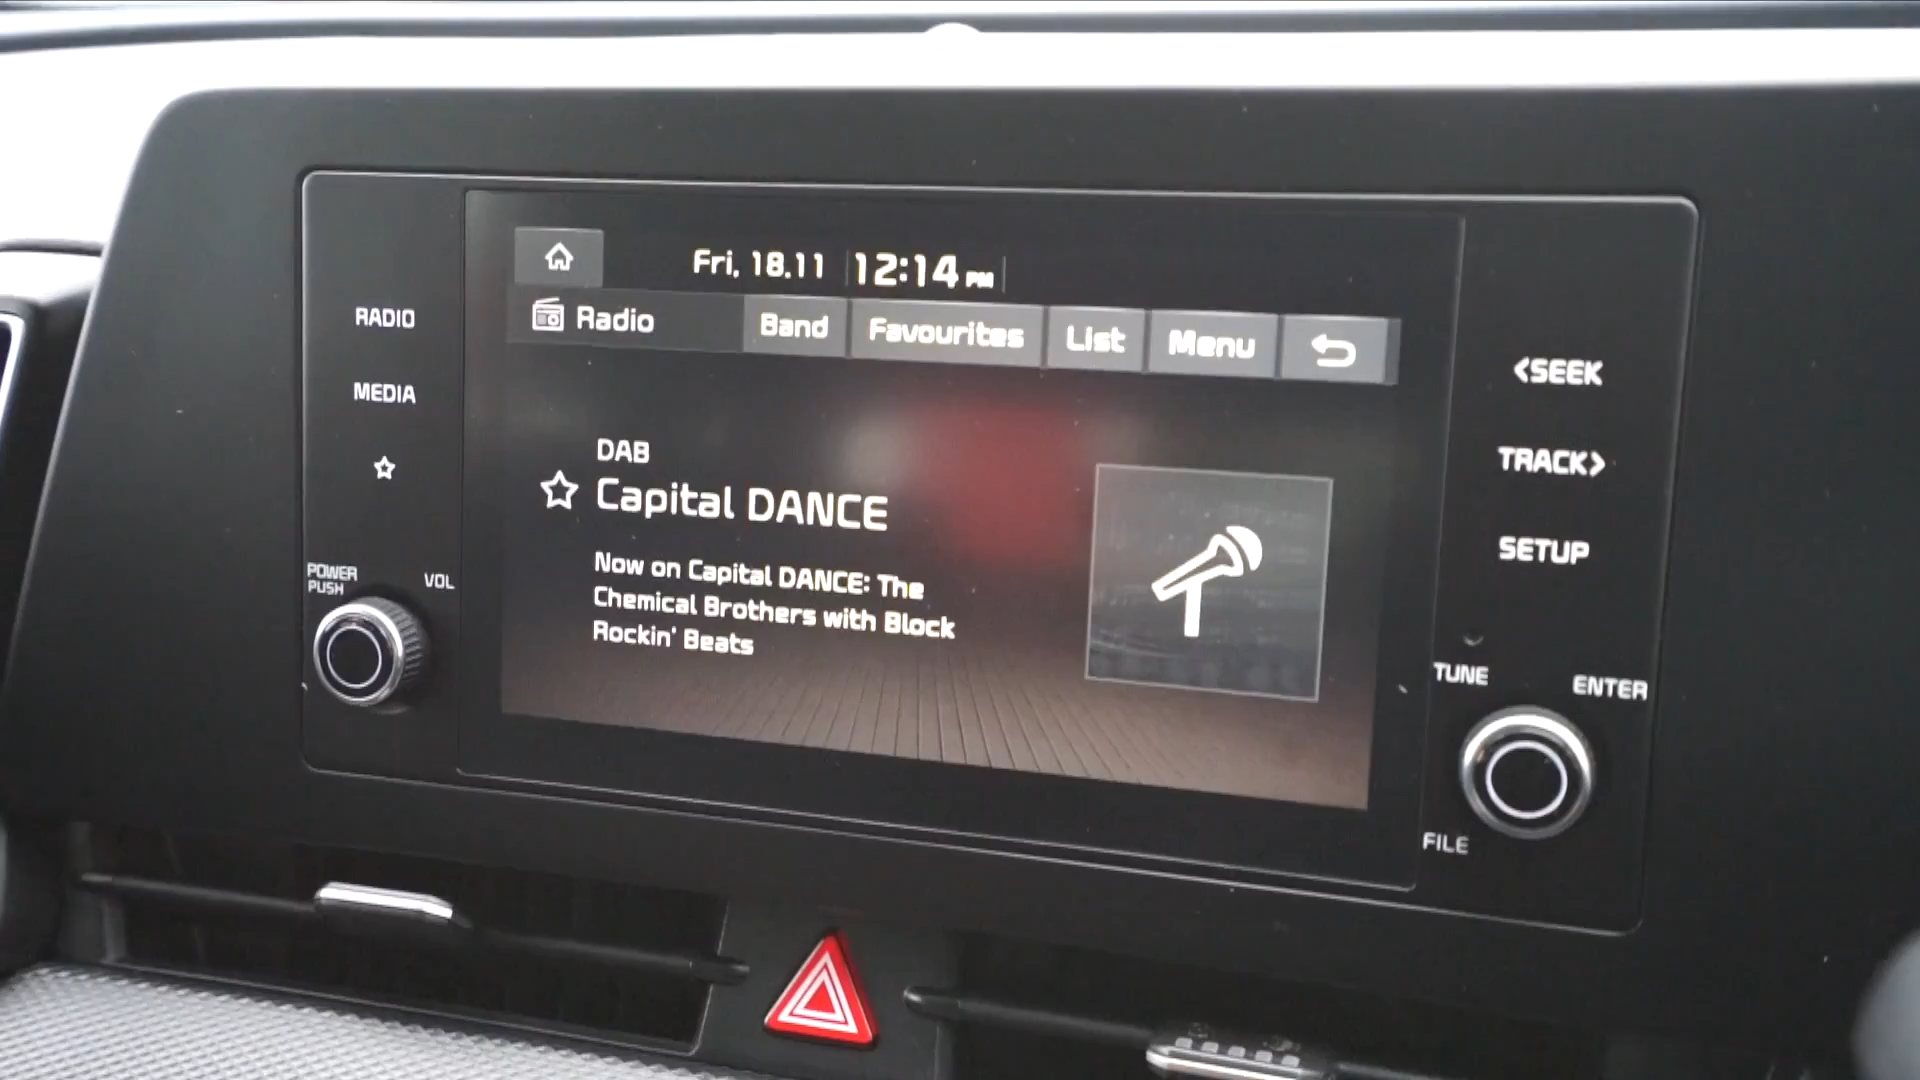 Fri, 18.11 12:14 PM
Radio Band Favourites List Menu
RADIO
MEDIA
POWER
PUSH
VOL
DAB
Capital DANCE
Now on Capital DANCE: The
Chemical Brothers with Block
Rockin' Beats
<SEEK
TRACK>
SETUP
TUNE
ENTER
FILE